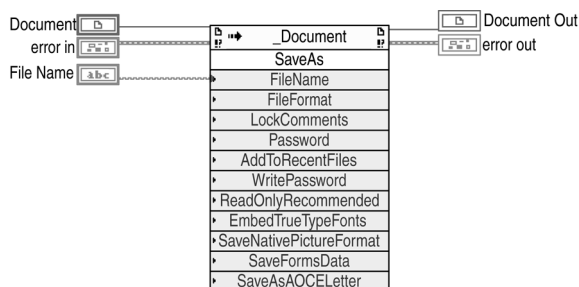 Document
error in
File Name
abc
_Document
SaveAs
FileName
FileFormat
LockComments
Password
AddToRecentFiles
WritePassword
ReadOnlyRecommended
EmbedTrueTypeFonts
SaveNativePictureFormat
SaveFormsData
SaveAsAOCELetter
Document Out
error out